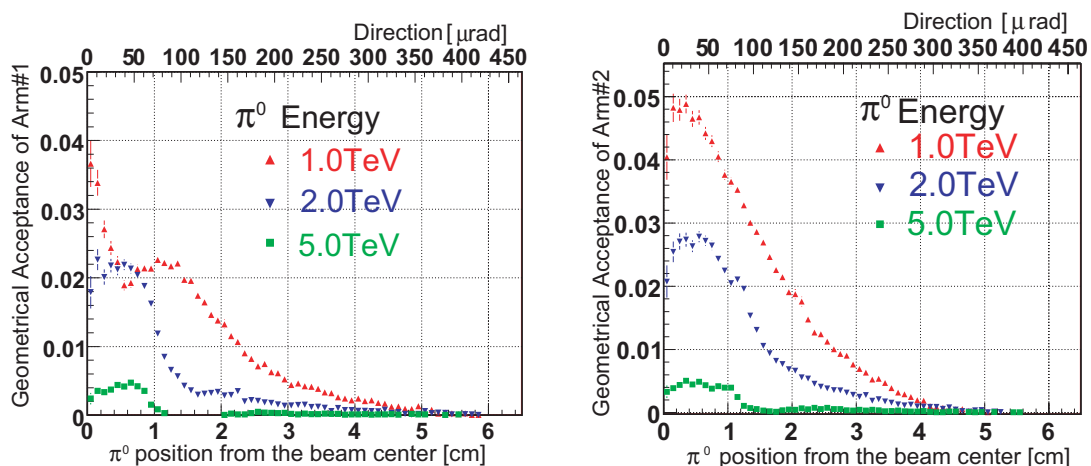 Direction [ μrad]
0 50 100 150 200 250 300 350 400 450
Geometrical Acceptance of Arm#1
0.05
0.04
0.03
0.02
0.01
0
π⁰ Energy
1.0TeV
2.0TeV
5.0TeV
0 1 2 3 4 5 6
π⁰ position from the beam center [cm]
Direction [ μ rad]
0 50 100 150 200 250 300 350 400 450
Geometrical Acceptance of Arm#2
0.05
0.04
0.03
0.02
0.01
0
π⁰ Energy
1.0TeV
2.0TeV
5.0TeV
0 1 2 3 4 5 6
π⁰ position from the beam center [cm]